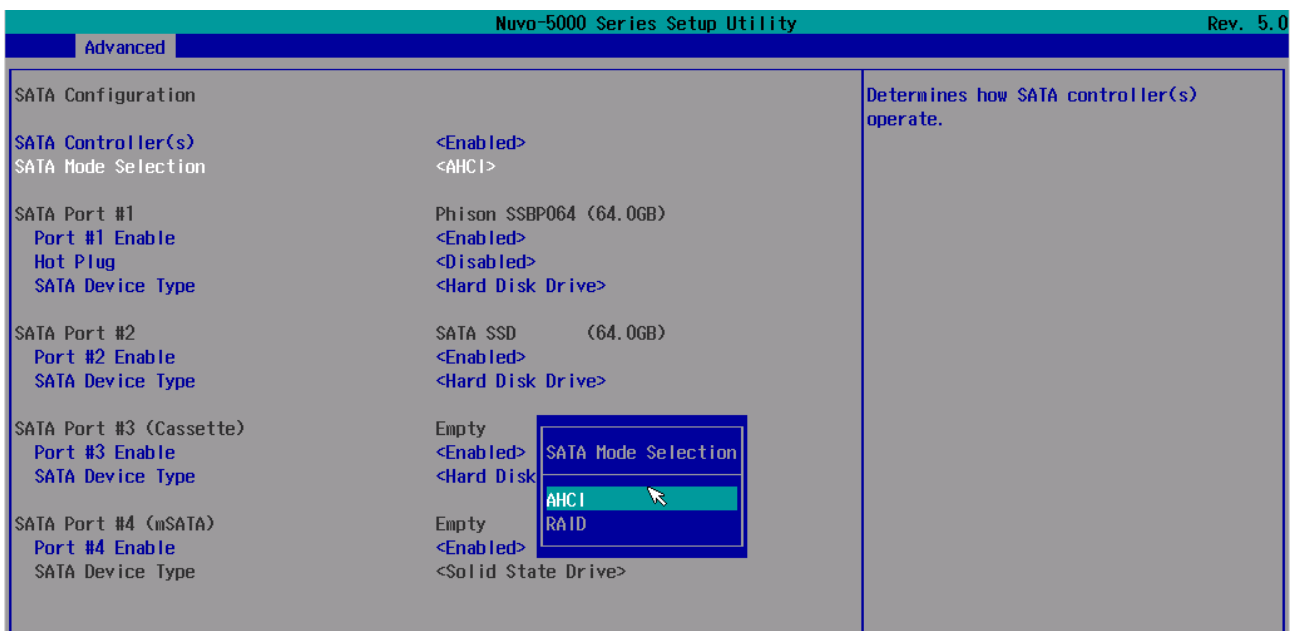 Nuvo-5000 Series Setup Utility Rev. 5.0
Advanced
SATA Configuration
SATA Controller(s) <Enabled>
SATA Mode Selection <AHCI>
SATA Port #1 Phison SSBP064 (64.0GB)
Port #1 Enable <Enabled>
Hot Plug <Disabled>
SATA Device Type <Hard Disk Drive>
SATA Port #2 SATA SSD (64.0GB)
Port #2 Enable <Enabled>
SATA Device Type <Hard Disk Drive>
SATA Port #3 (Cassette) Empty
Port #3 Enable <Enabled>
SATA Device Type <Hard Disk
SATA Port #4 (mSATA) Empty
Port #4 Enable <Enabled>
SATA Device Type <Solid State Drive>
SATA Mode Selection
AHCI
RAID
Determines how SATA controller(s)
operate.